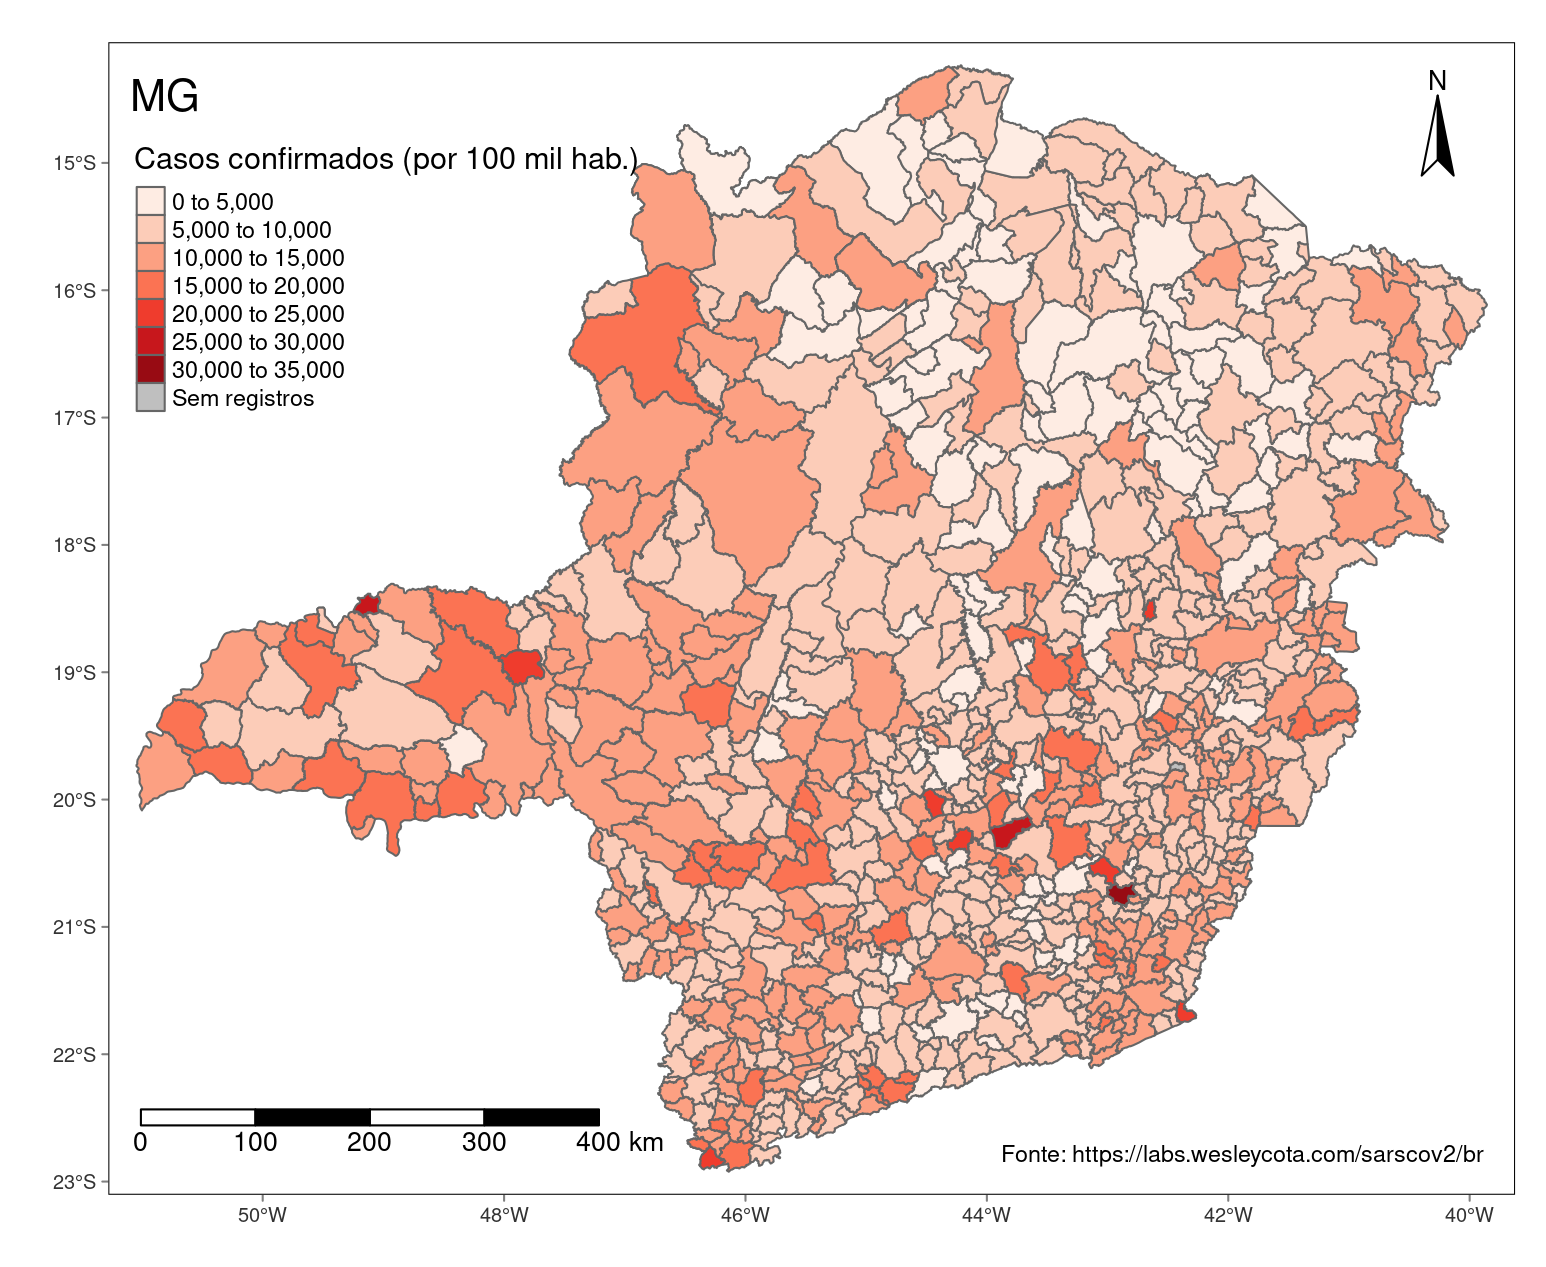 MG
N
Casos confirmados (por 100 mil hab.)
0 to 5,000
5,000 to 10,000
10,000 to 15,000
15,000 to 20,000
20,000 to 25,000
25,000 to 30,000
30,000 to 35,000
Sem registros
15°S
16°S
17°S
18°S
19°S
20°S
21°S
22°S
23°S
0 100 200 300 400 km
Fonte: https://labs.wesleycota.com/sarscov2/br
50°W 48°W 46°W 44°W 42°W 40°W